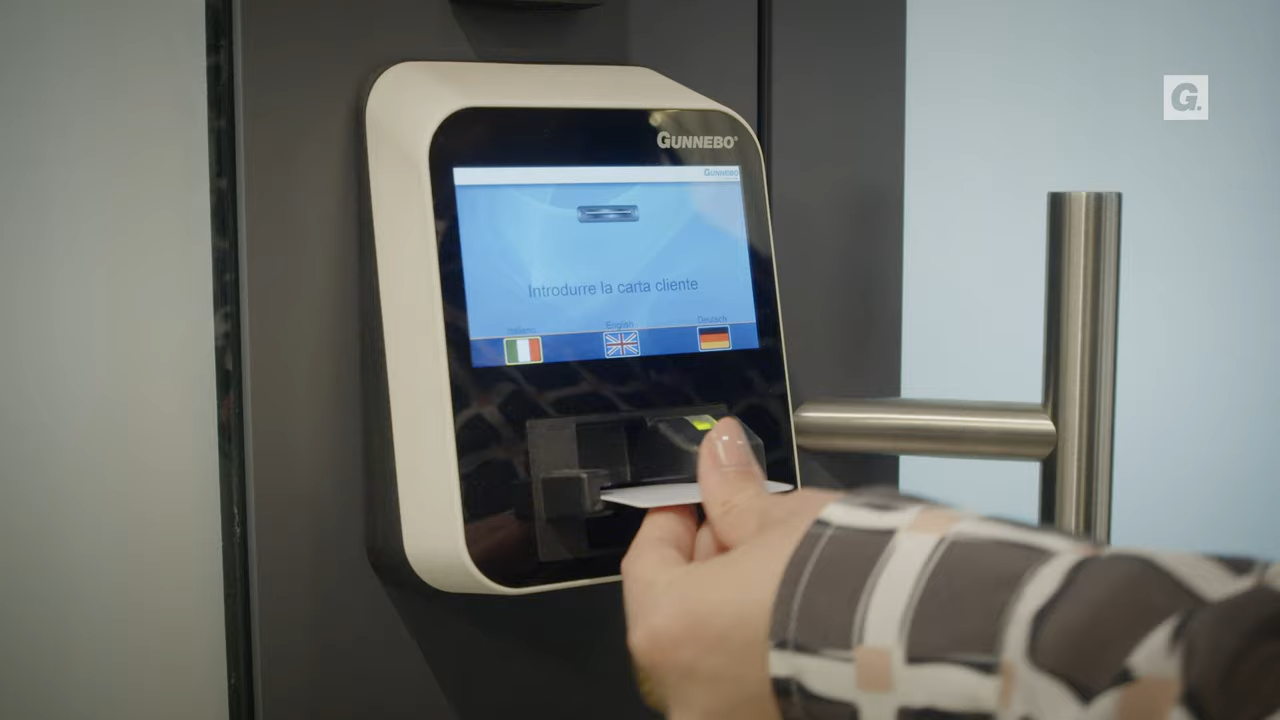 G.
GUNNEBO®
GUNNEBO
Introdurre la carta cliente
Italiano English Deutsch